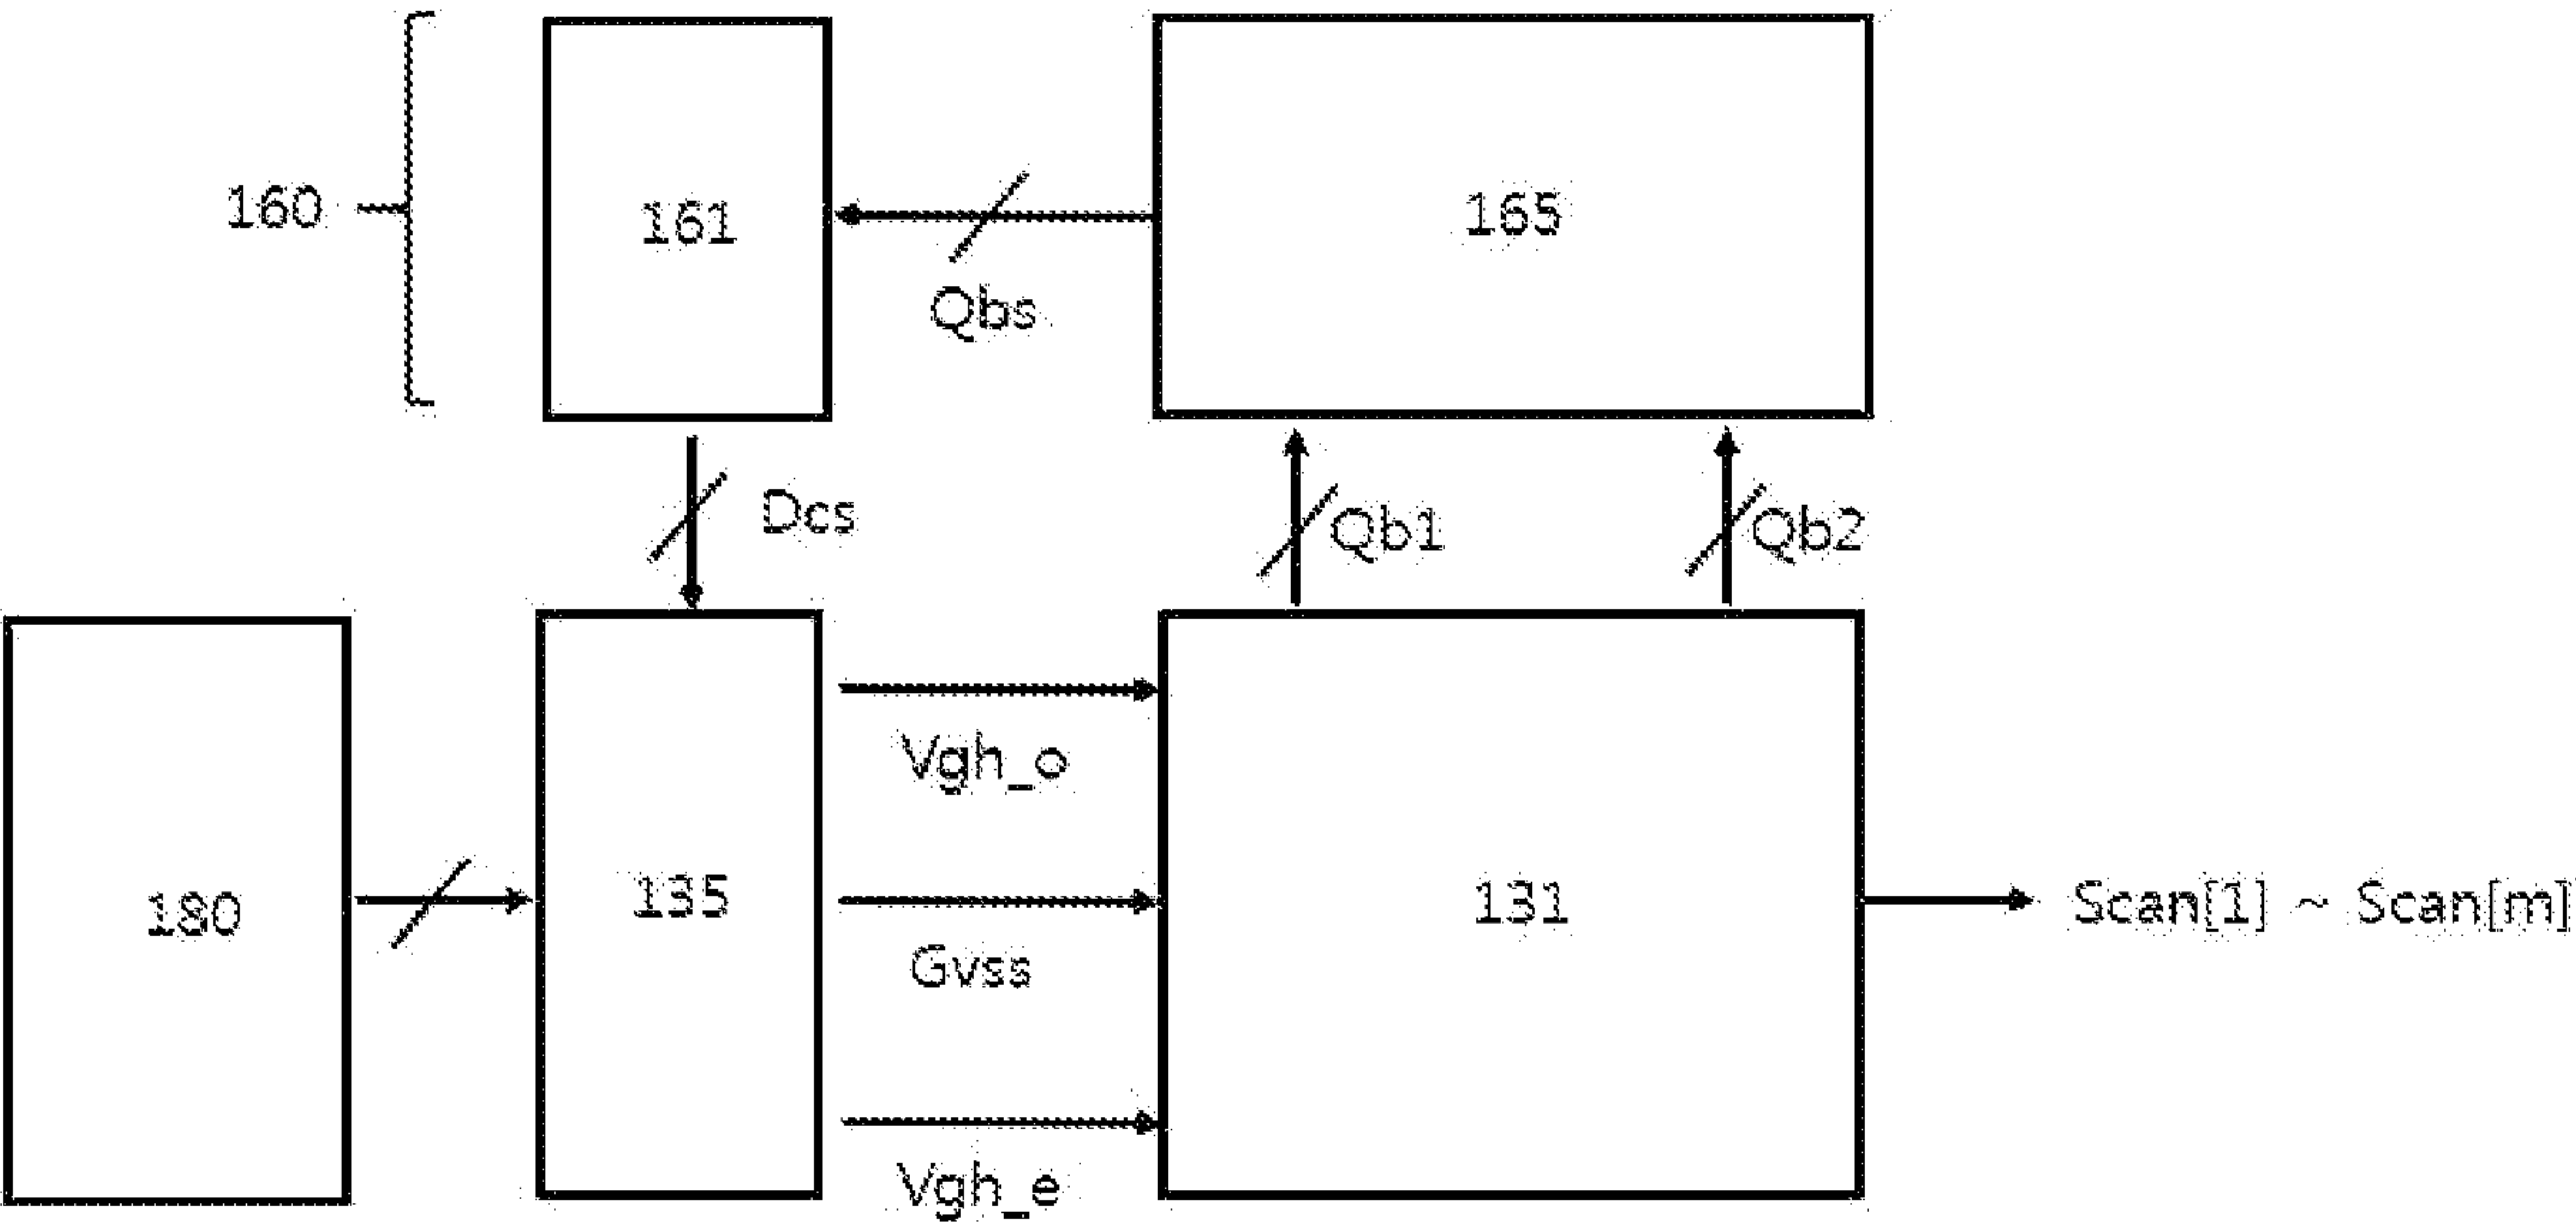 160
161
165
Qbs
Dcs
Qb1
Qb2
Vgh_o
180
135
131
Scan[1] ~ Scan[m]
Gvss
Vgh_e